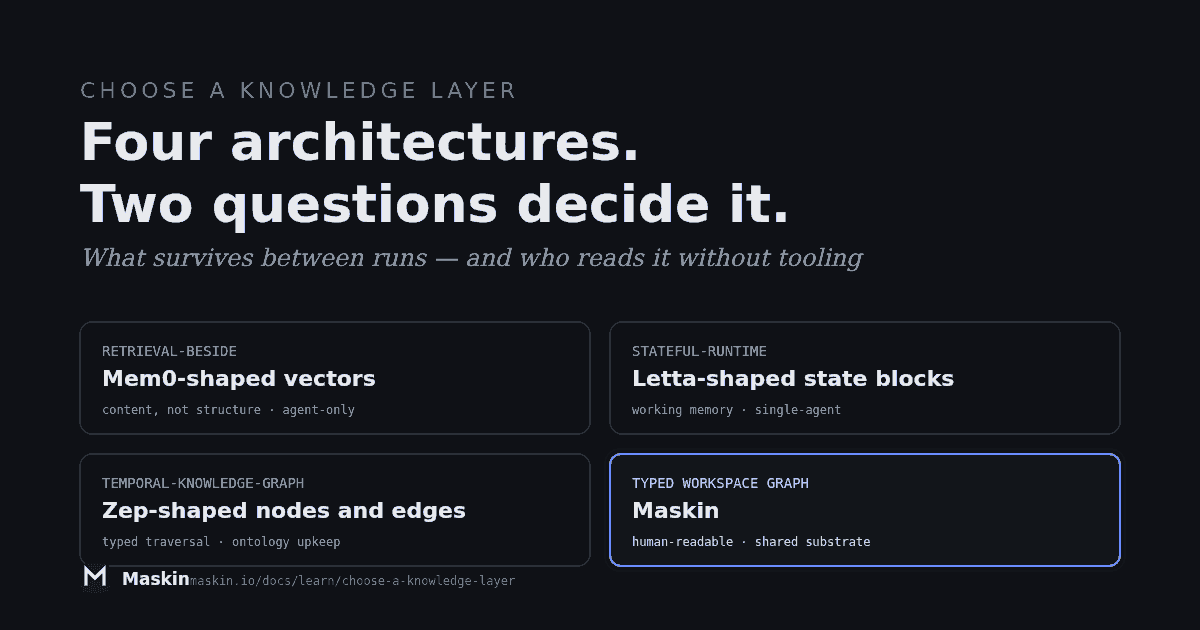 CHOOSE A KNOWLEDGE LAYER
Four architectures.
Two questions decide it.
What survives between runs — and who reads it without tooling
RETRIEVAL-BESIDE
Mem0-shaped vectors
content, not structure · agent-only
STATEFUL-RUNTIME
Letta-shaped state blocks
working memory · single-agent
TEMPORAL-KNOWLEDGE-GRAPH
Zep-shaped nodes and edges
typed traversal · ontology upkeep
TYPED WORKSPACE GRAPH
Maskin
human-readable · shared substrate
Maskin maskin.io/docs/learn/choose-a-knowledge-layer